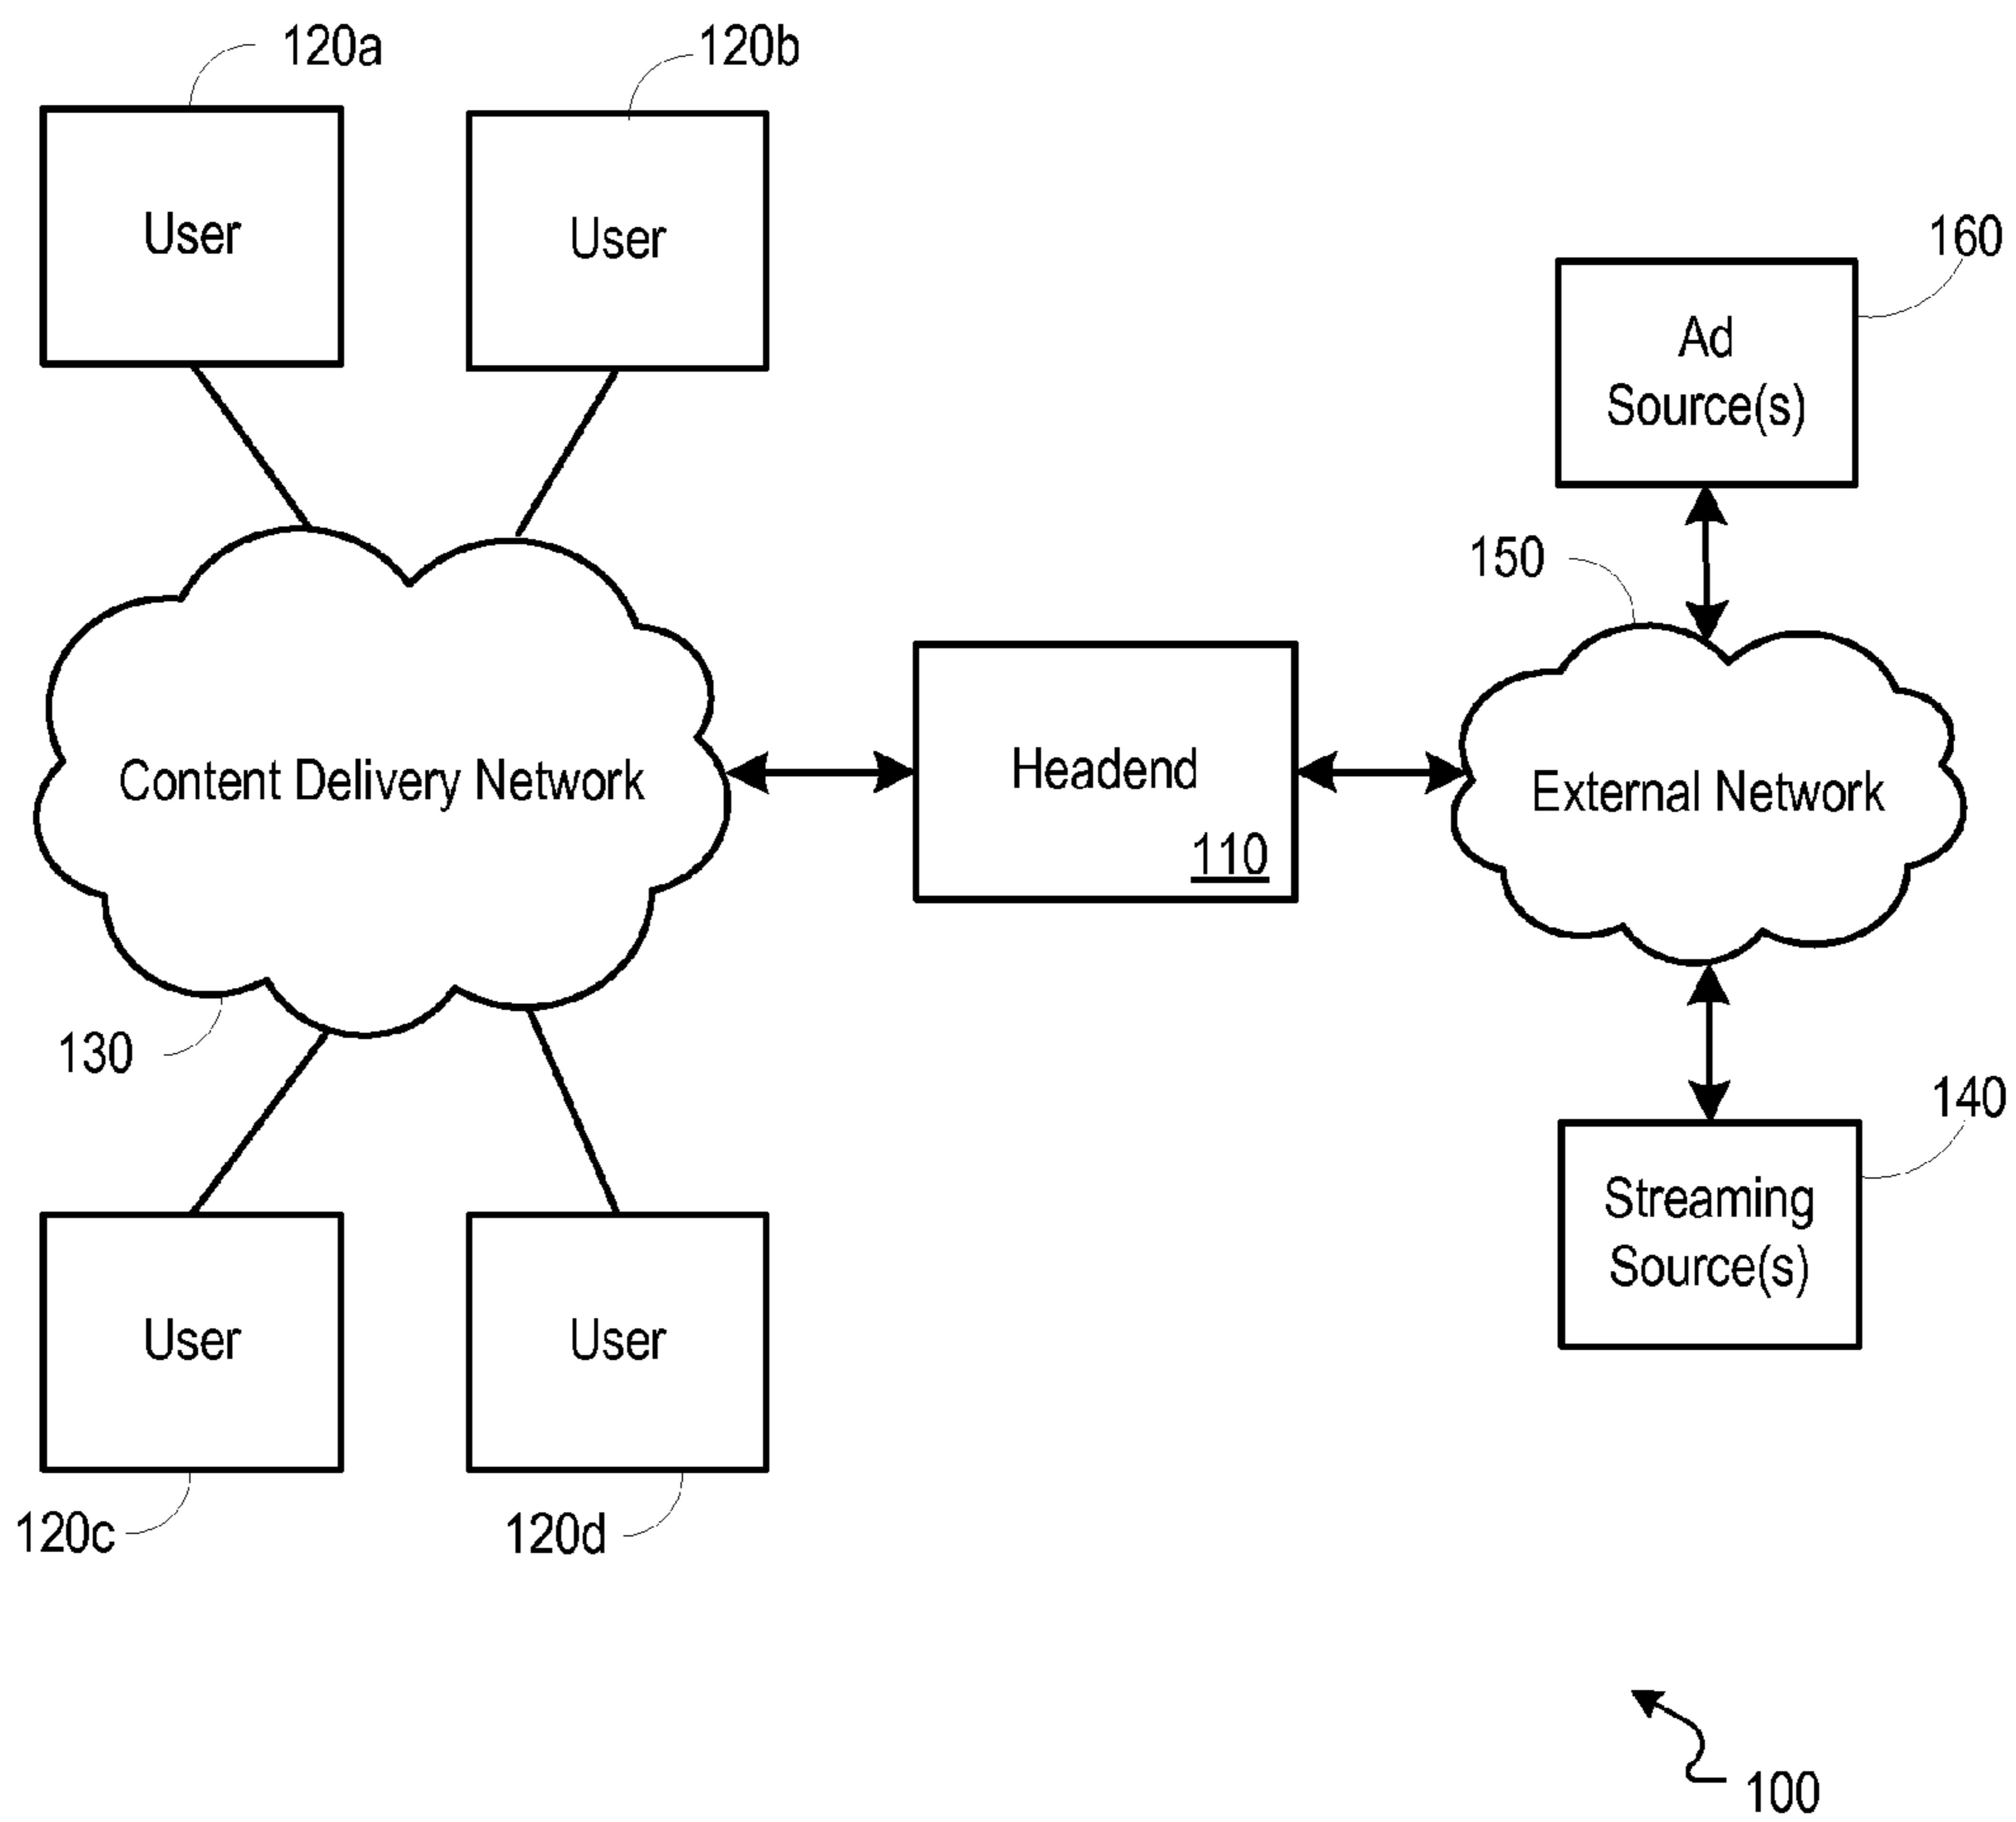 120a
120b
User
User
160
Ad
Source(s)
150
Content Delivery Network
Headend
110
External Network
130
140
Streaming
Source(s)
User
User
120c
120d
100